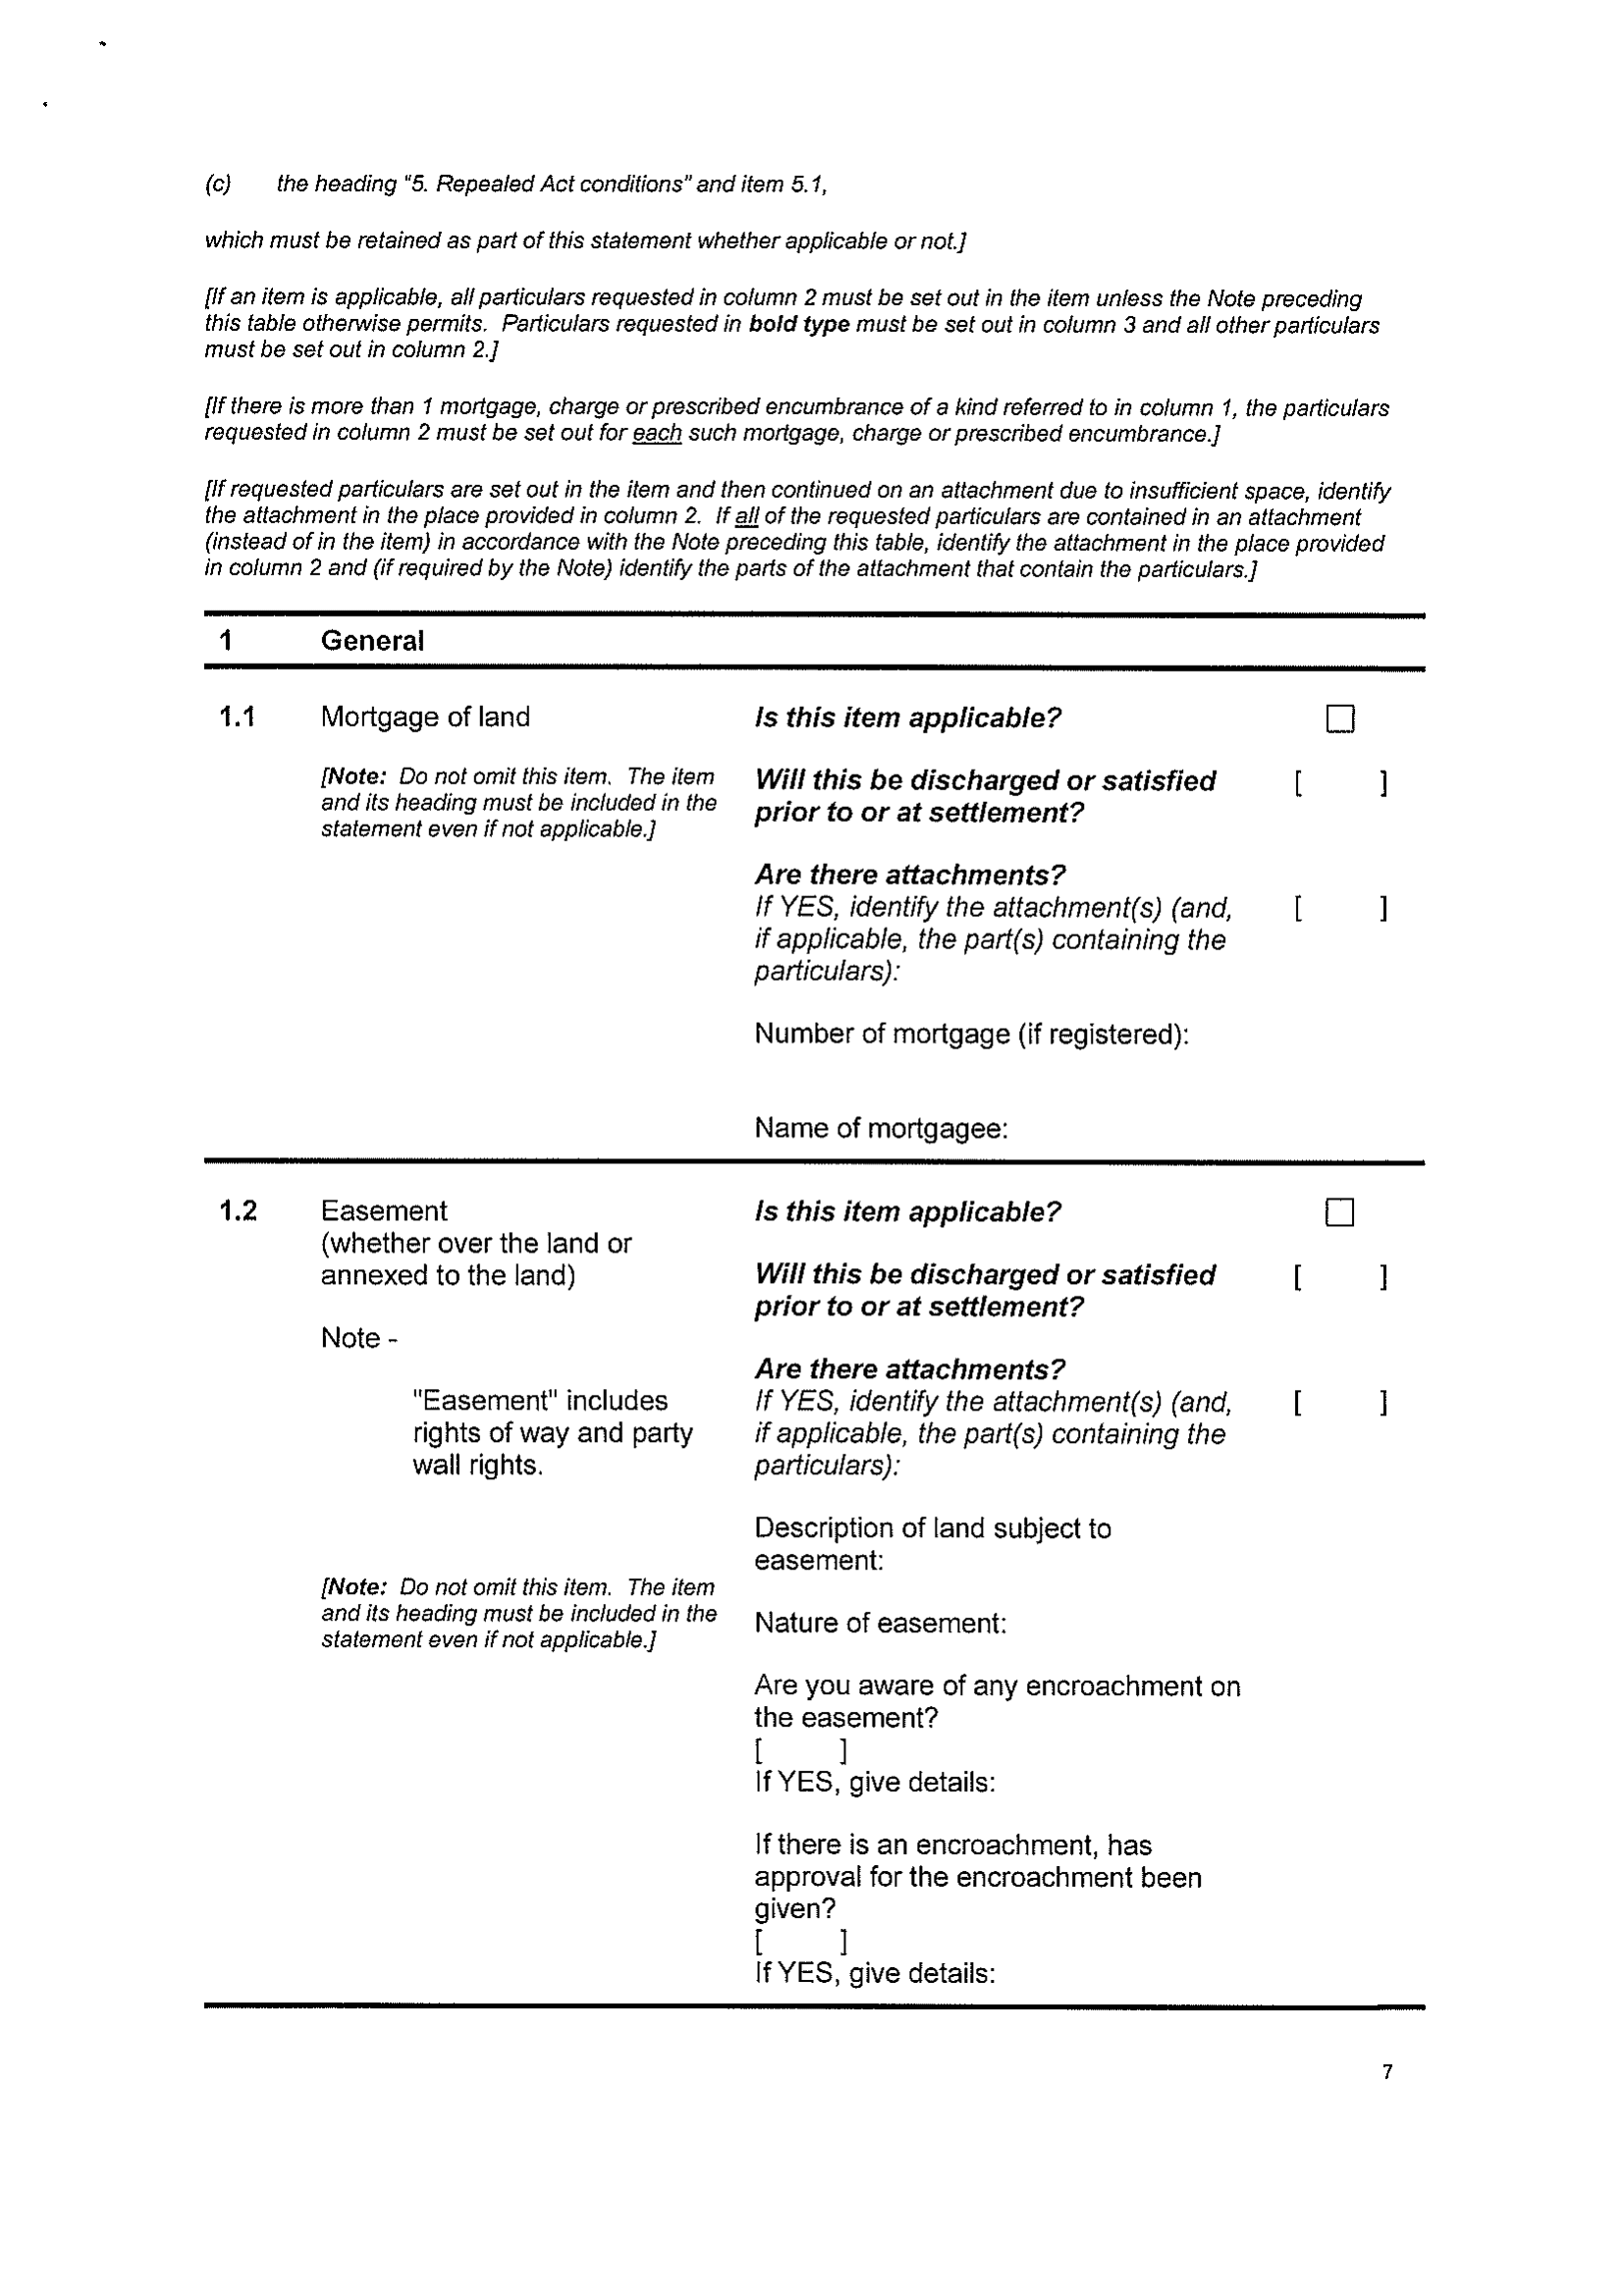 (c) the heading "5. Repealed Act conditions" and item 5.1,
which must be retained as part of this statement whether applicable or not.]
[If an item is applicable, all particulars requested in column 2 must be set out in the item unless the Note preceding
this table otherwise permits. Particulars requested in bold type must be set out in column 3 and all other particulars
must be set out in column 2.]
[If there is more than 1 mortgage, charge or prescribed encumbrance of a kind referred to in column 1, the particulars
requested in column 2 must be set out for each such mortgage, charge or prescribed encumbrance.]
[If requested particulars are set out in the item and then continued on an attachment due to insufficient space, identify
the attachment in the place provided in column 2. If all of the requested particulars are contained in an attachment
(instead of in the item) in accordance with the Note preceding this table, identify the attachment in the place provided
in column 2 and (if required by the Note) identify the parts of the attachment that contain the particulars.]
1 General
1.1 Mortgage of land
[Note: Do not omit this item. The item
and its heading must be included in the
statement even if not applicable.]
Is this item applicable? ☐
Will this be discharged or satisfied [ ]
prior to or at settlement?
Are there attachments?
If YES, identify the attachment(s) (and, [ ]
if applicable, the part(s) containing the
particulars):
Number of mortgage (if registered):
Name of mortgagee:
1.2 Easement
(whether over the land or
annexed to the land)
Note -
"Easement" includes
rights of way and party
wall rights.
[Note: Do not omit this item. The item
and its heading must be included in the
statement even if not applicable.]
Is this item applicable? ☐
Will this be discharged or satisfied [ ]
prior to or at settlement?
Are there attachments?
If YES, identify the attachment(s) (and, [ ]
if applicable, the part(s) containing the
particulars):
Description of land subject to
easement:
Nature of easement:
Are you aware of any encroachment on
the easement?
[ ]
If YES, give details:
If there is an encroachment, has
approval for the encroachment been
given?
[ ]
If YES, give details:
7